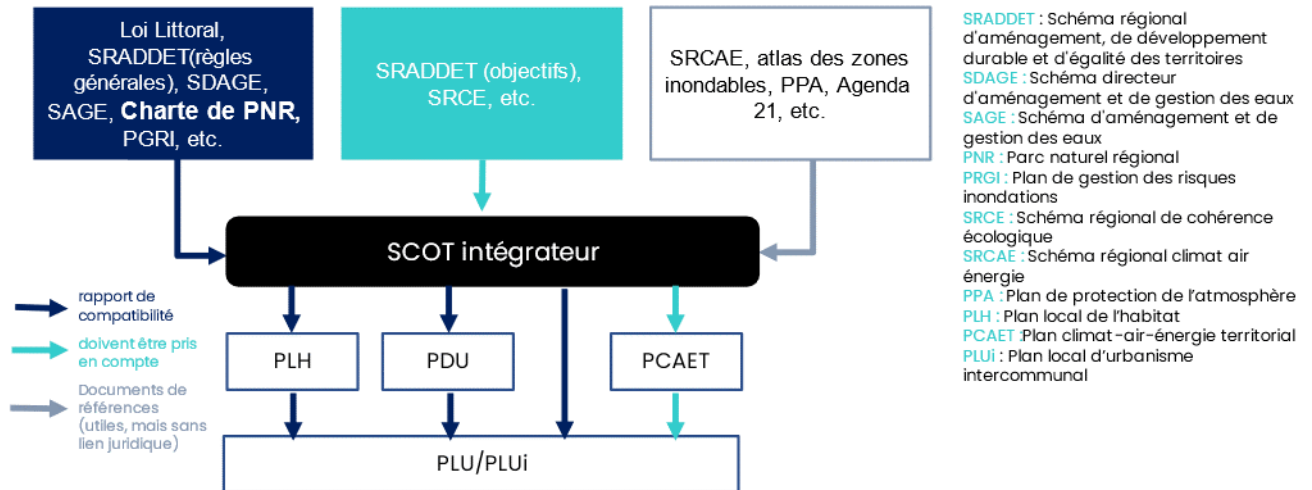 Loi Littoral,
SRADDET(règles
générales), SDAGE,
SAGE, Charte de PNR,
PGRI, etc.
SRADDET (objectifs),
SRCE, etc.
SRCAE, atlas des zones
inondables, PPA, Agenda
21, etc.
SCOT intégrateur
rapport de
compatibilité
doivent être pris
en compte
Documents de
références
(utiles, mais sans
lien juridique)
PLH
PDU
PCAET
PLU/PLUi
SRADDET : Schéma régional
d'aménagement, de développement
durable et d'égalité des territoires
SDAGE : Schéma directeur
d'aménagement et de gestion des eaux
SAGE : Schéma d'aménagement et de
gestion des eaux
PNR : Parc naturel régional
PRGI : Plan de gestion des risques
inondations
SRCE : Schéma régional de cohérence
écologique
SRCAE : Schéma régional climat air
énergie
PPA : Plan de protection de l'atmosphère
PLH : Plan local de l'habitat
PCAET :Plan climat-air-énergie territorial
PLUi : Plan local d'urbanisme
intercommunal